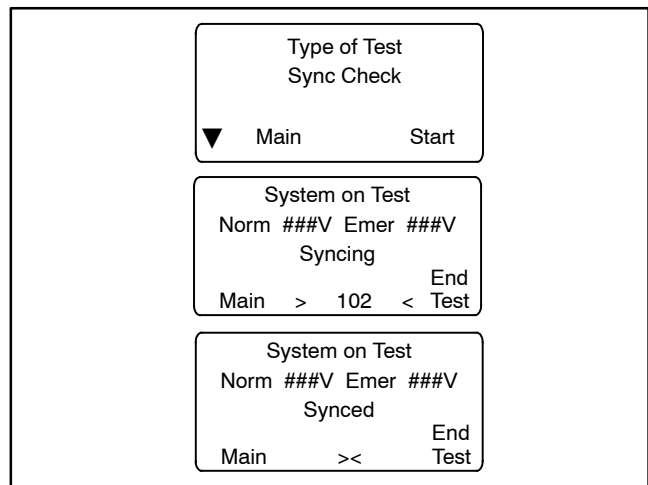 Type of Test
Sync Check
▼ Main Start
System on Test
Norm ###V Emer ###V
Syncing
End
Main > 102 < Test
System on Test
Norm ###V Emer ###V
Synced
End
Main >< Test